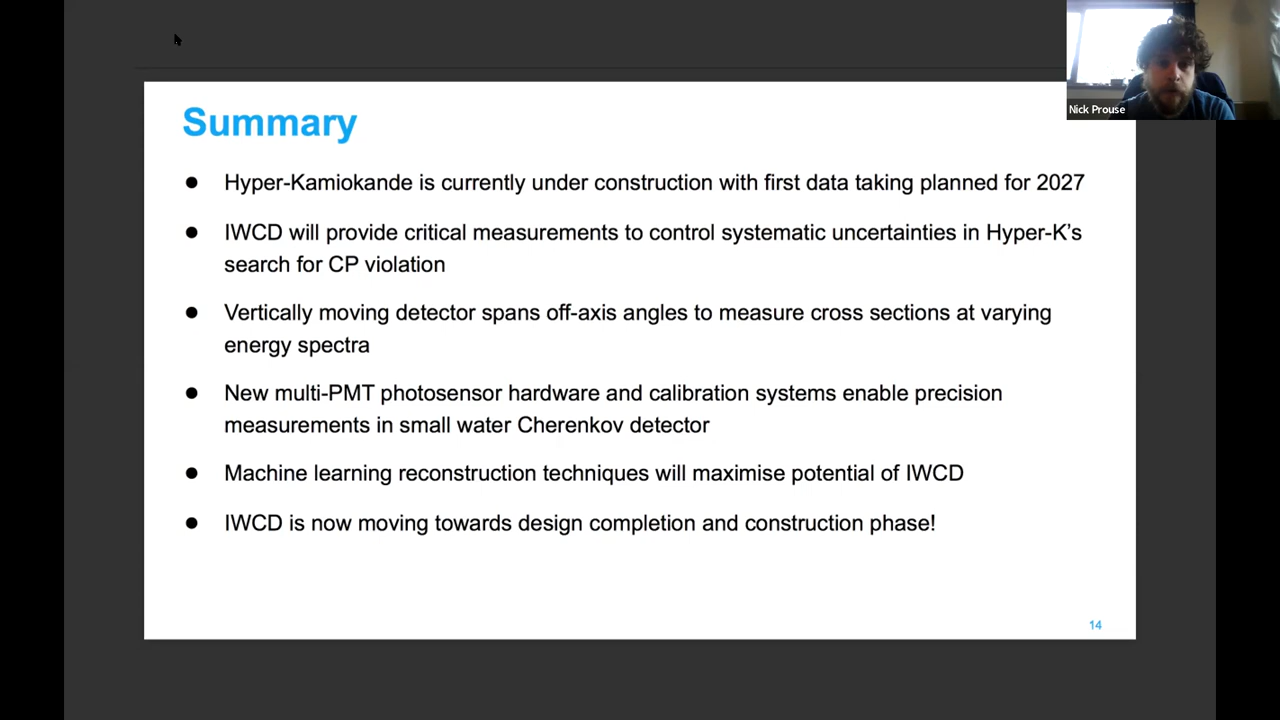 Nick Prouse
Summary
● Hyper-Kamiokande is currently under construction with first data taking planned for 2027
● IWCD will provide critical measurements to control systematic uncertainties in Hyper-K’s
search for CP violation
● Vertically moving detector spans off-axis angles to measure cross sections at varying
energy spectra
● New multi-PMT photosensor hardware and calibration systems enable precision
measurements in small water Cherenkov detector
● Machine learning reconstruction techniques will maximise potential of IWCD
● IWCD is now moving towards design completion and construction phase!
14